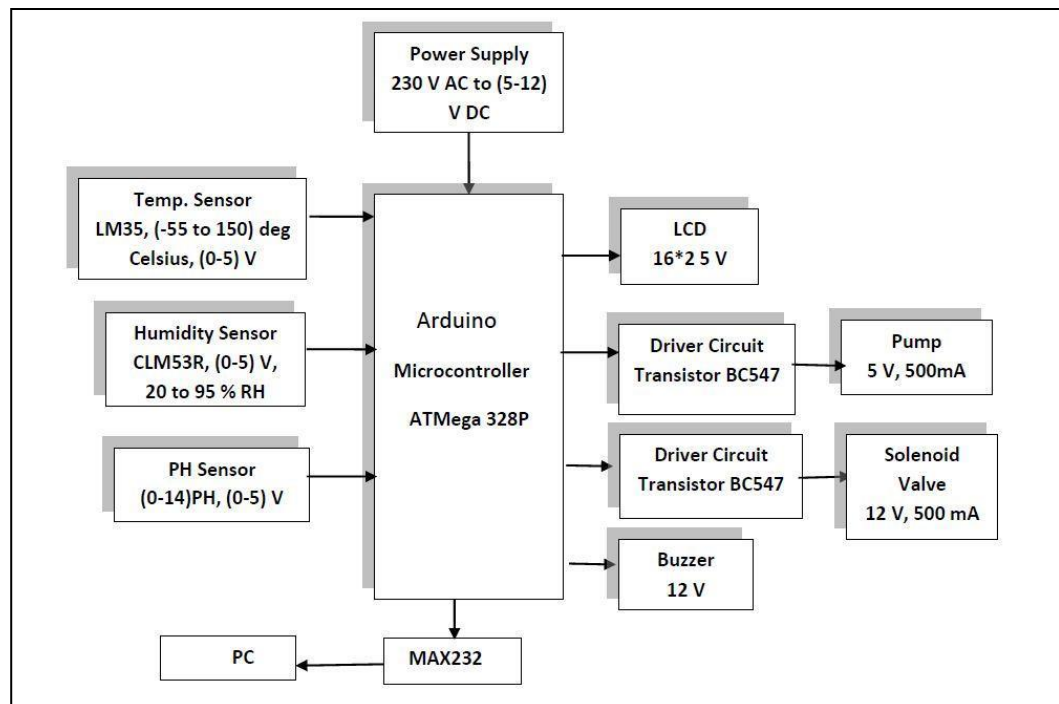 Power Supply
230 V AC to (5-12)
V DC
Temp. Sensor
LM35, (-55 to 150) deg
Celsius, (0-5) V
Humidity Sensor
CLM53R, (0-5) V,
20 to 95 % RH
PH Sensor
(0-14)PH, (0-5) V
Arduino
Microcontroller
ATMega 328P
LCD
16*2 5 V
Driver Circuit
Transistor BC547
Pump
5 V, 500mA
Driver Circuit
Transistor BC547
Solenoid
Valve
12 V, 500 mA
Buzzer
12 V
MAX232
PC